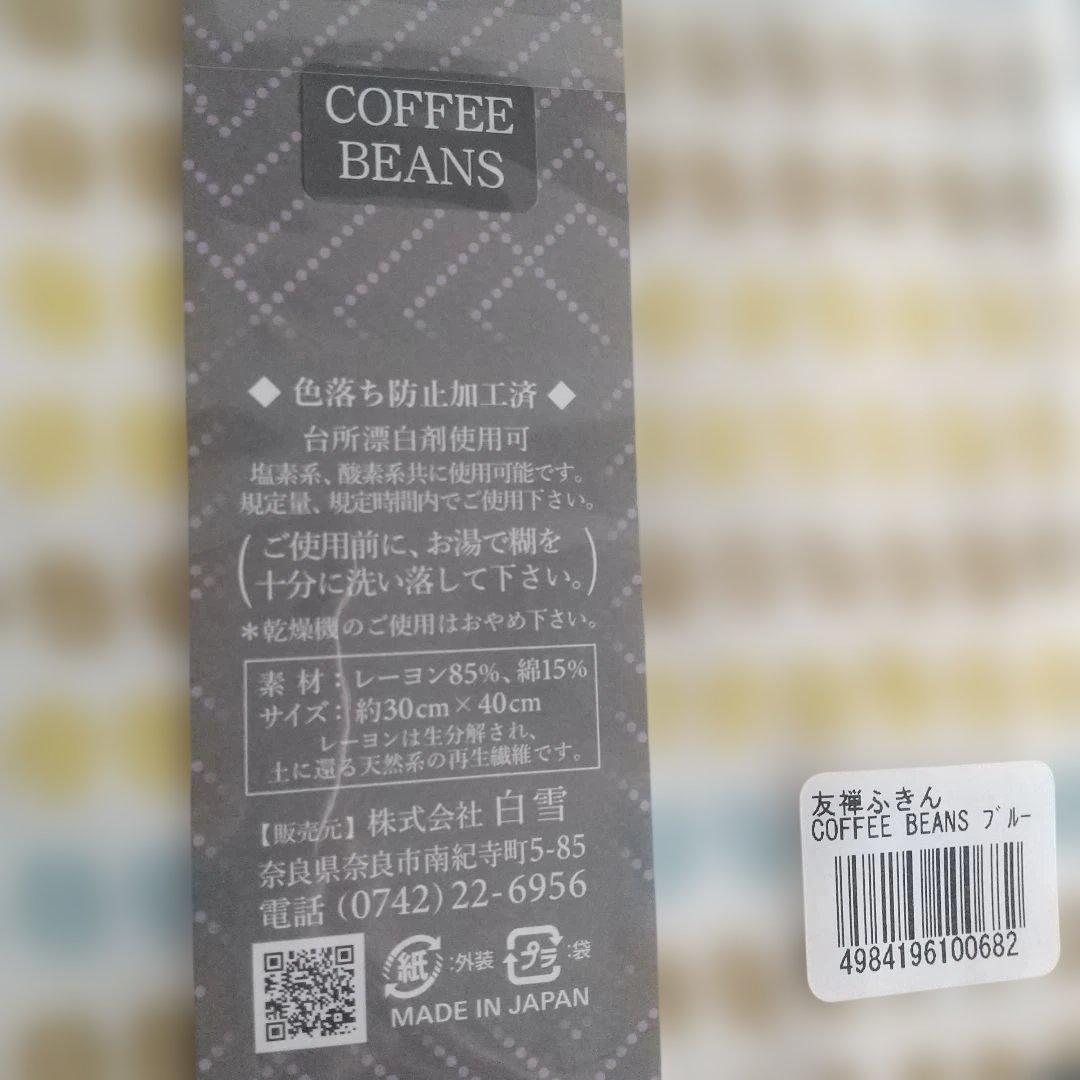 COFFEE
BEANS
◆ 色落ち防止加工済 ◆
台所漂白剤使用可
塩素系、酸素系共に使用可能です。
規定量、規定時間内でご使用下さい。
(ご使用前に、お湯で糊を
十分に洗い落して下さい。)
*乾燥機のご使用はおやめ下さい。
素 材：レーヨン85%、綿15%
サイズ：約30cm×40cm
レーヨンは生分解され、
土に還る天然系の再生繊維です。
【販売元】株式会社 白雪
奈良県奈良市南紀寺町5-85
電話 (0742) 22-6956
紙:外装 プラ:袋
MADE IN JAPAN
友禅ふきん
COFFEE BEANS ブルー
4984196100682